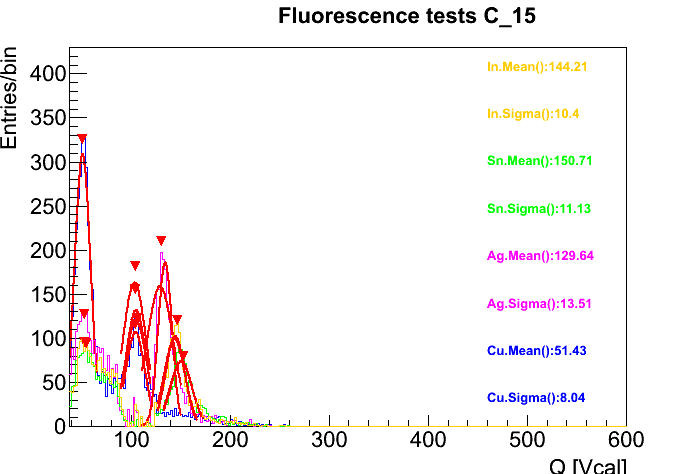 Fluorescence tests C_15
Entries/bin
400
350
300
250
200
150
100
50
0
In.Mean():144.21
In.Sigma():10.4
Sn.Mean():150.71
Sn.Sigma():11.13
Ag.Mean():129.64
Ag.Sigma():13.51
Cu.Mean():51.43
Cu.Sigma():8.04
100 200 300 400 500 600
Q [Vcal]